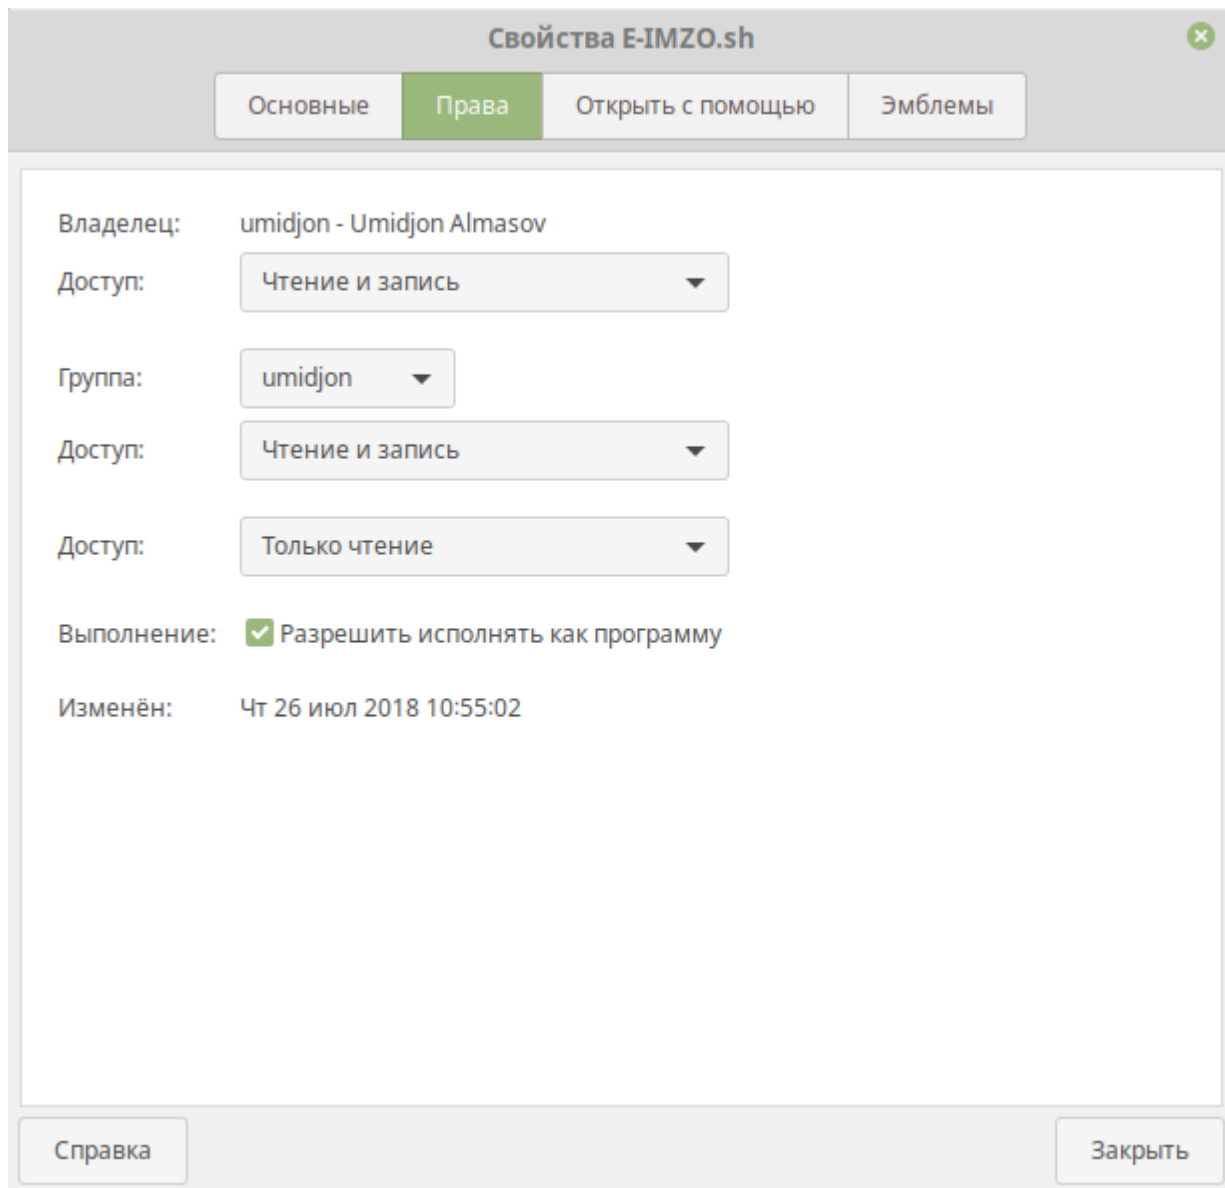 Свойства E-IMZO.sh
Основные Права Открыть с помощью Эмблемы
Владелец: umidjon - Umidjon Almasov
Доступ: Чтение и запись
Группа: umidjon
Доступ: Чтение и запись
Доступ: Только чтение
Выполнение: Разрешить исполнять как программу
Изменён: Чт 26 июл 2018 10:55:02
Справка Закрыть